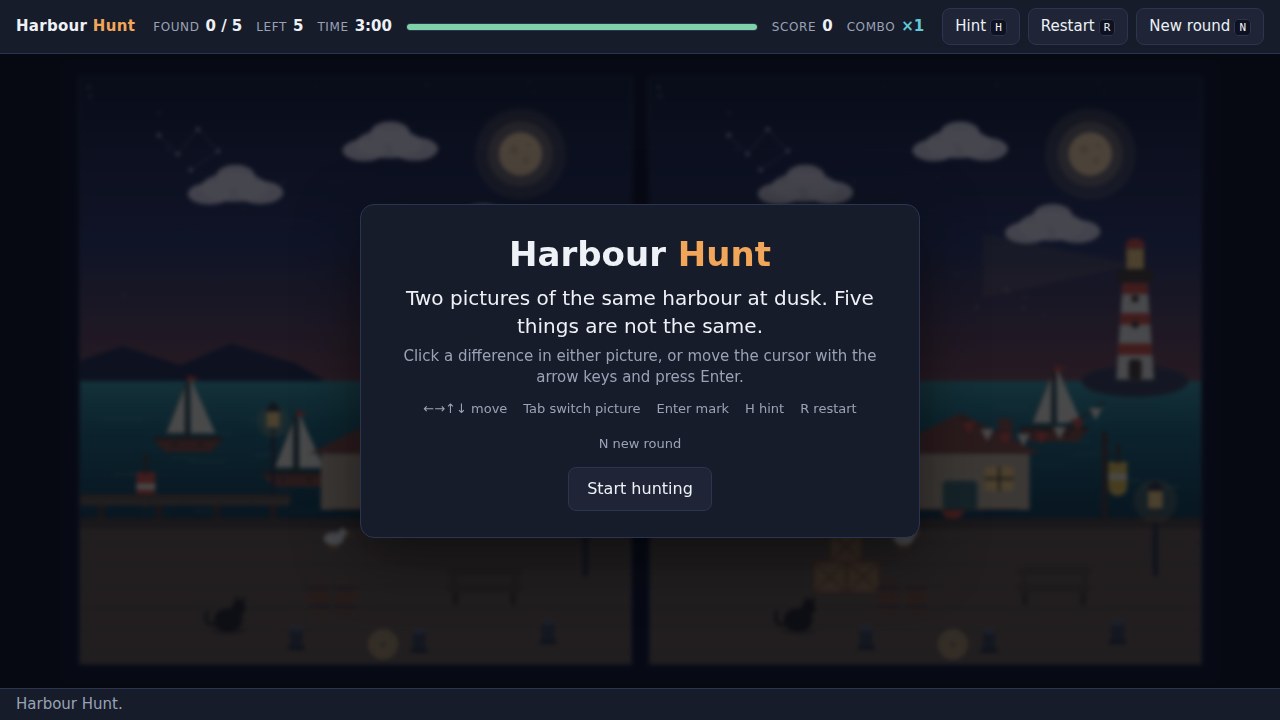 Harbour Hunt FOUND 0 / 5 LEFT 5 TIME 3:00 SCORE 0 COMBO ×1 Hint H Restart R New round N
Harbour Hunt
Two pictures of the same harbour at dusk. Five
things are not the same.
Click a difference in either picture, or move the cursor with the
arrow keys and press Enter.
←→↑↓ move Tab switch picture Enter mark H hint R restart
N new round
Start hunting
Harbour Hunt.